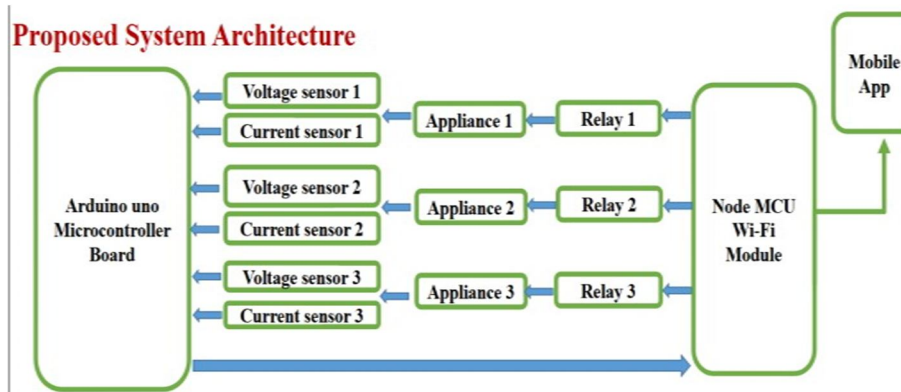 Proposed System Architecture
Mobile
App
Voltage sensor 1
Current sensor 1
Appliance 1
Relay 1
Voltage sensor 2
Current sensor 2
Appliance 2
Relay 2
Voltage sensor 3
Current sensor 3
Appliance 3
Relay 3
Arduino uno
Microcontroller
Board
Node MCU
Wi-Fi
Module